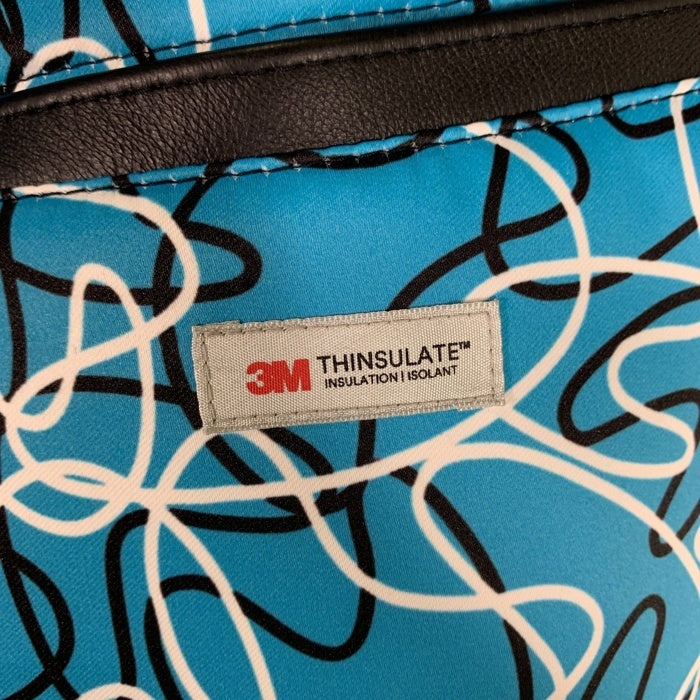 3M THINSULATE™
INSULATION | ISOLANT